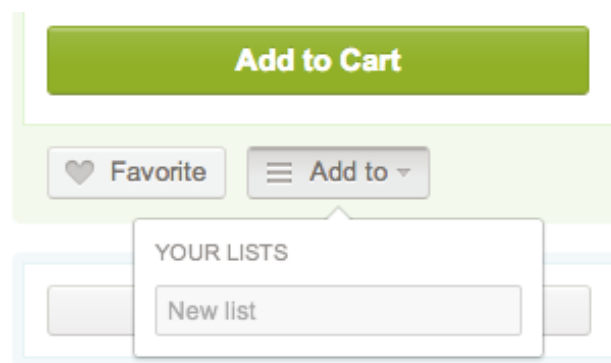 Add to Cart
Favorite
Add to
YOUR LISTS
New list